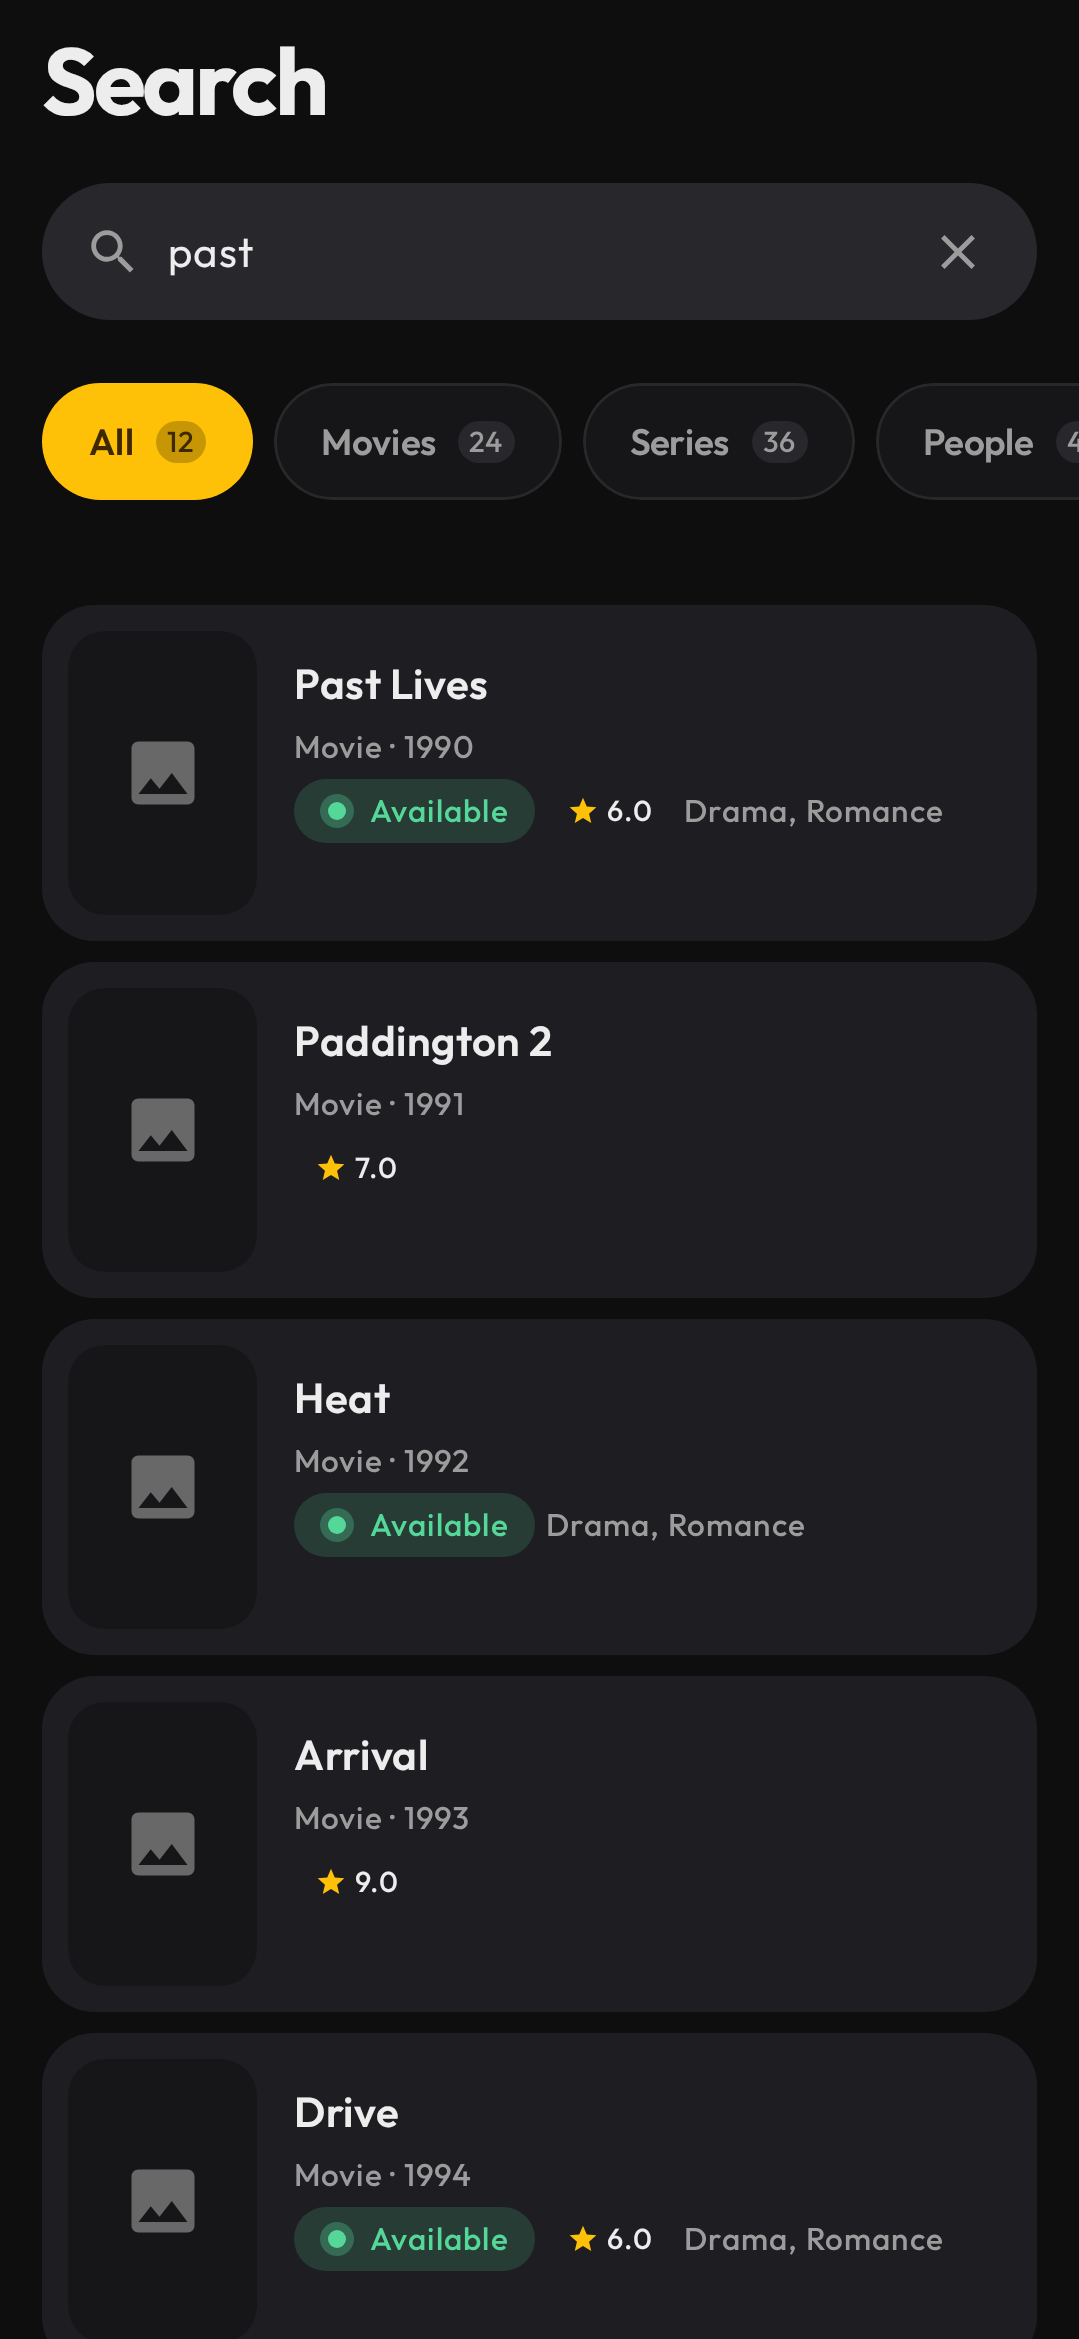 Search
past
All 12 Movies 24 Series 36 People
Past Lives
Movie · 1990
Available 6.0 Drama, Romance
Paddington 2
Movie · 1991
7.0
Heat
Movie · 1992
Available Drama, Romance
Arrival
Movie · 1993
9.0
Drive
Movie · 1994
Available 6.0 Drama, Romance